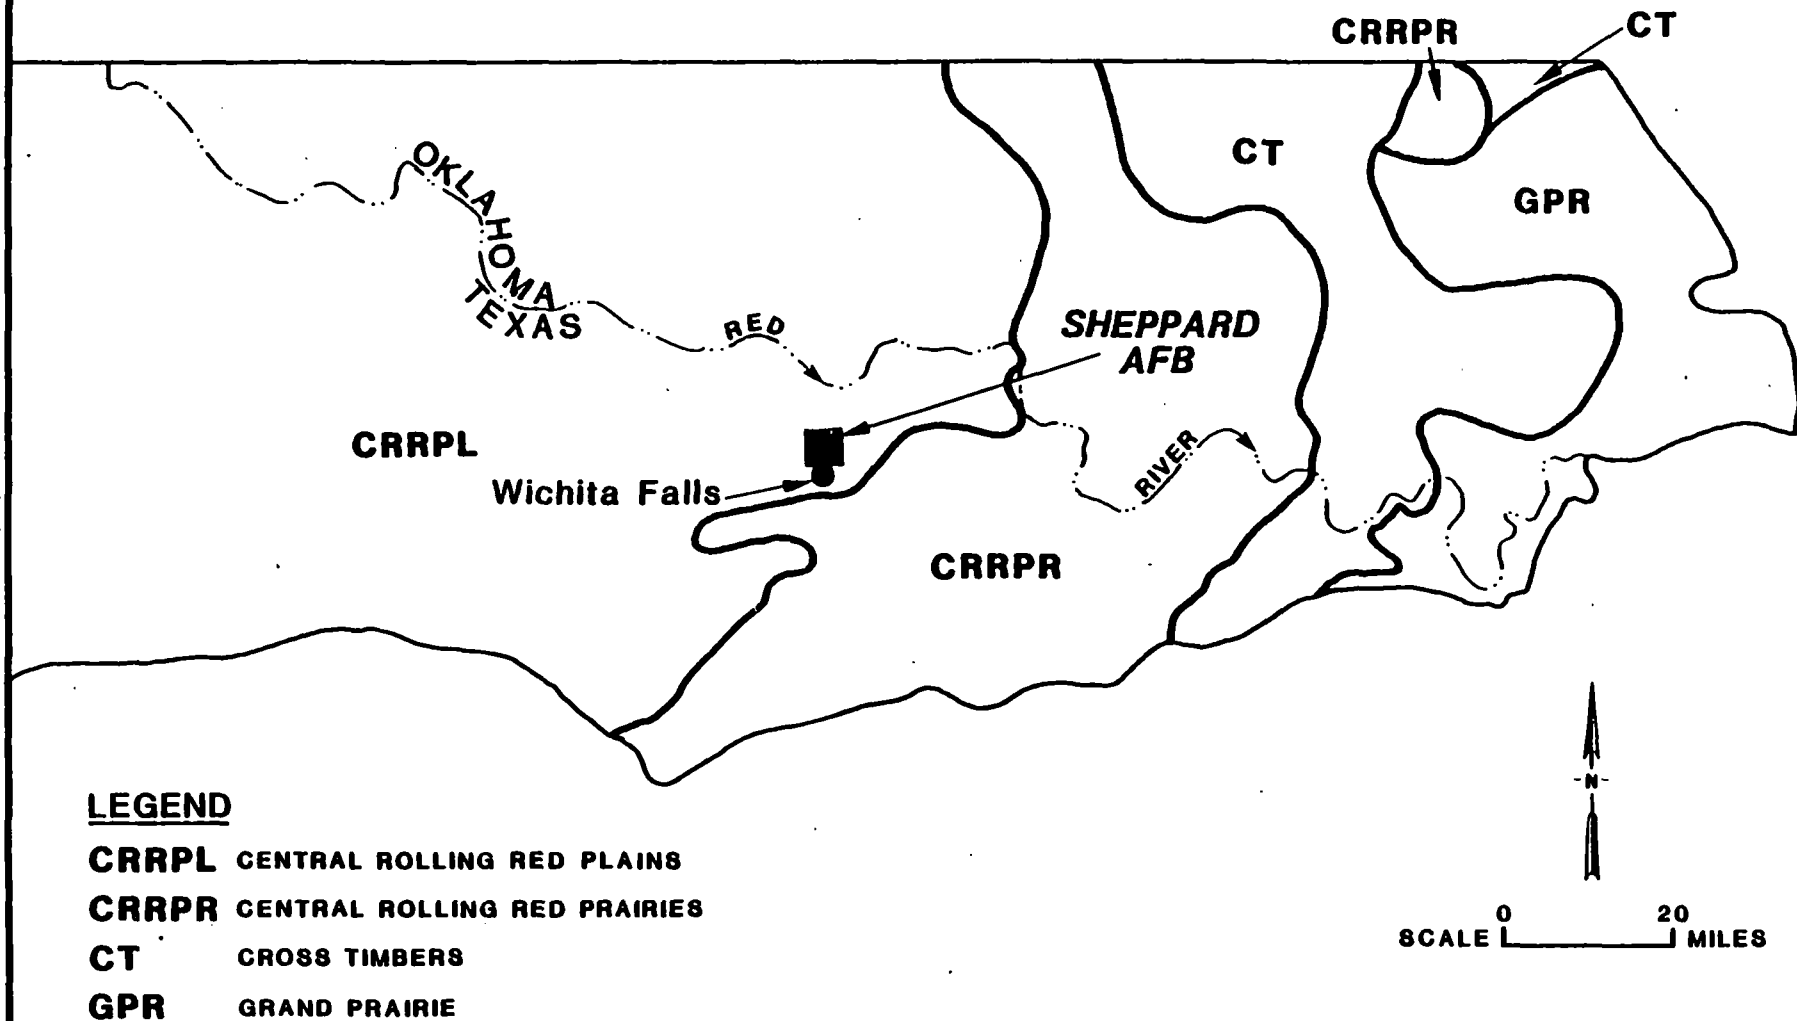 CRRPR
CT
OKLAHOMA
TEXAS
CT
GPR
RED
SHEPPARD
AFB
CRRPL
Wichita Falls
RIVER
CRRPR
N
LEGEND
CRRPL CENTRAL ROLLING RED PLAINS
CRRPR CENTRAL ROLLING RED PRAIRIES
CT CROSS TIMBERS
GPR GRAND PRAIRIE
0 20
SCALE MILES